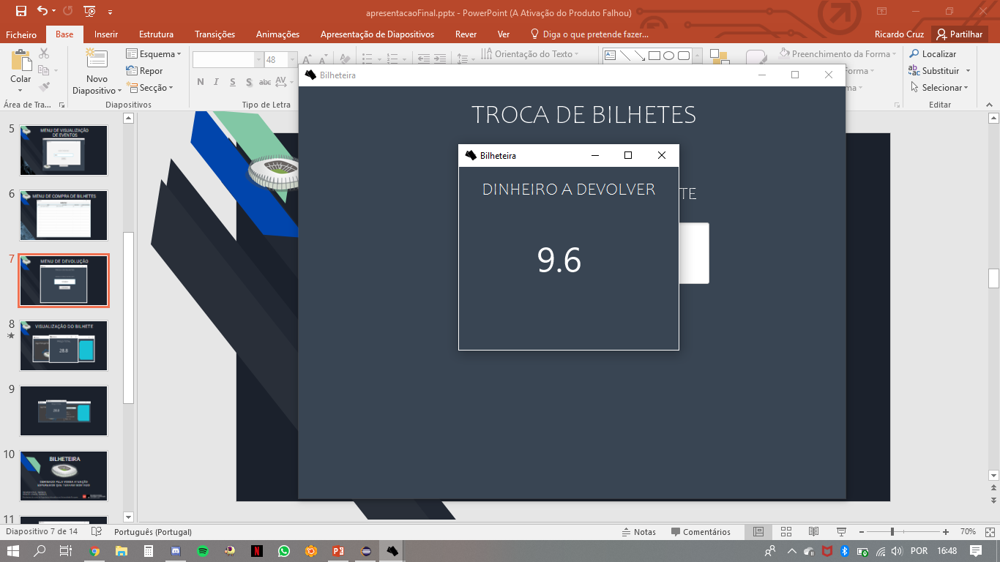 apresentacaoFinal.pptx - PowerPoint (A Ativação do Produto Falhou)
Ficheiro Base Inserir Estrutura Transições Animações Apresentação de Diapositivos Rever Ver Diga o que pretende fazer... Ricardo Cruz Partilhar
Colar
Área de Tra...
Novo
Diapositivo
Esquema
Repor
Secção
Diapositivos
48
N I S S abc AV
Tipo de Letra
Orientação do Texto
Preenchimento da Forma
Forma
ma
Localizar
Substituir
Selecionar
Editar
Bilheteira
TROCA DE BILHETES
TE
Bilheteira
DINHEIRO A DEVOLVER
9.6
5
MENU DE VISUALIZAÇÃO
DE EVENTOS
6
MENU DE COMPRA DE BILHETES
7
MENU DE DEVOLUÇÃO
8
VISUALIZAÇÃO DO BILHETE
28.8
9
28.8
10
BILHETEIRA
11
Diapositivo 7 de 14 Português (Portugal) Notas Comentários 70%
POR 16:48